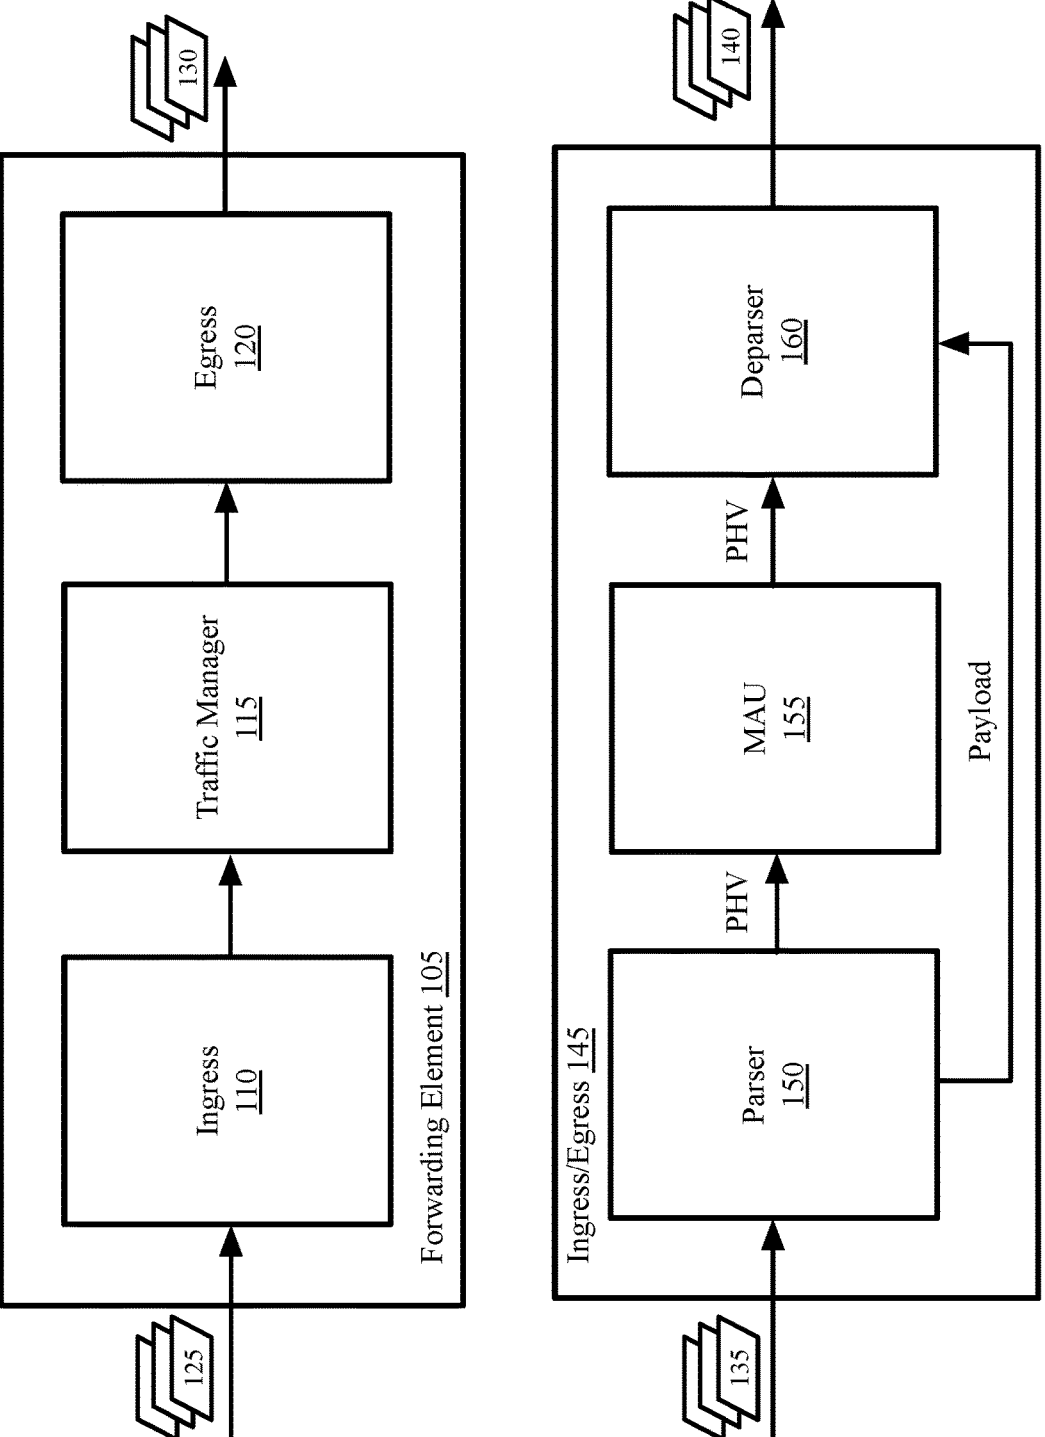 125
Ingress
110
Traffic Manager
115
Egress
120
130
Forwarding Element 105
Ingress/Egress 145
135
Parser
150
PHV
MAU
155
PHV
Deparser
160
140
Payload